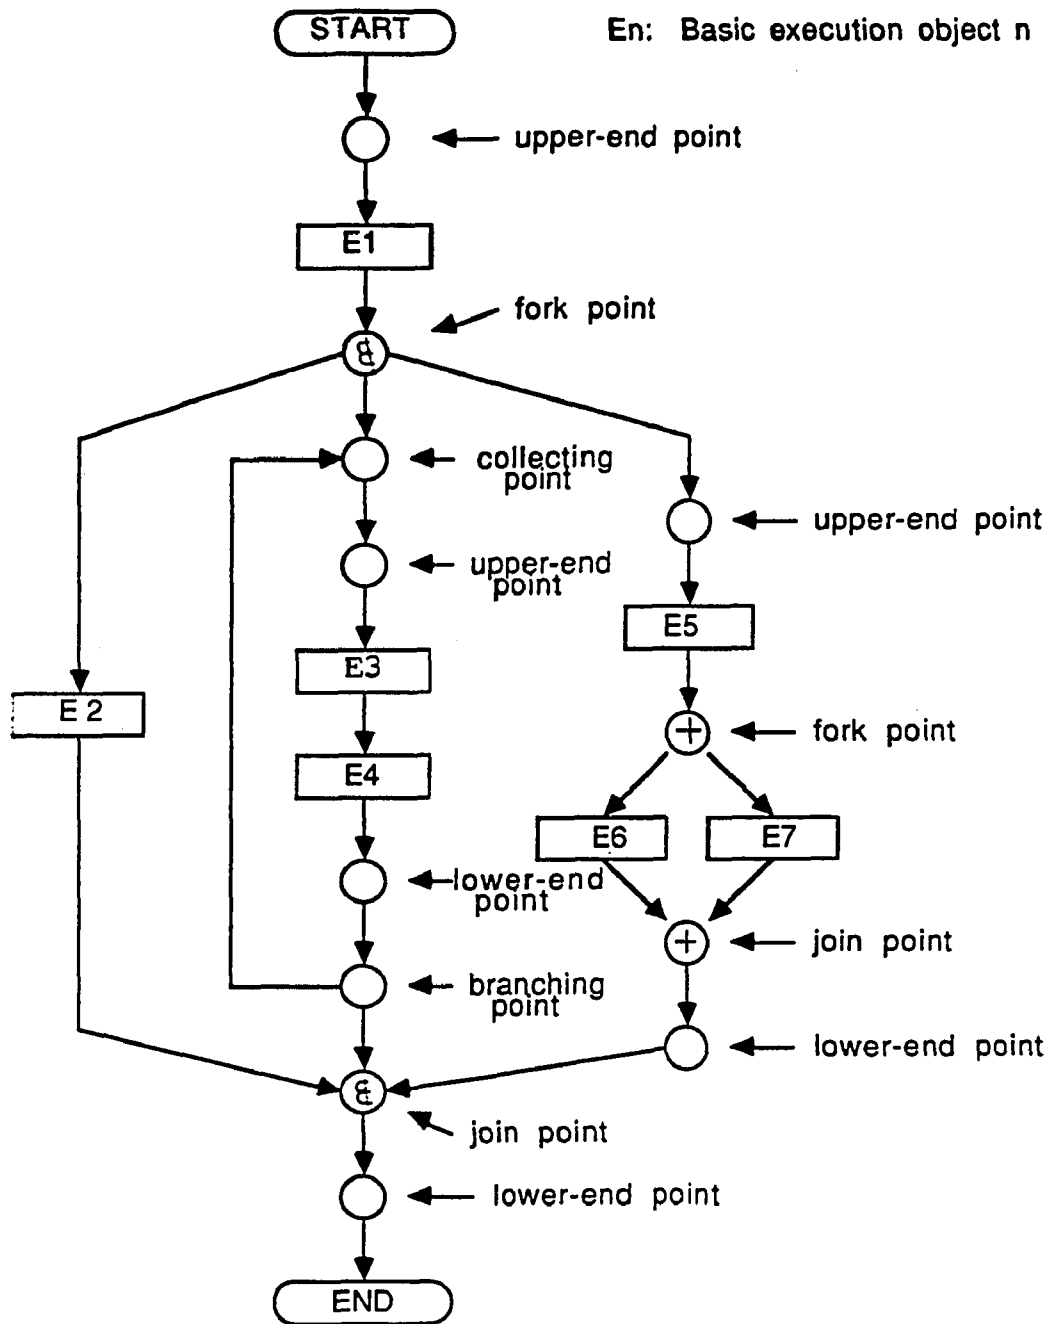 START
En: Basic execution object n
upper-end point
E1
fork point
&
collecting
point
upper-end point
upper-end
point
E5
E3
E2
fork point
+
E4
E6
E7
lower-end
point
join point
+
branching
point
lower-end point
&
join point
lower-end point
END